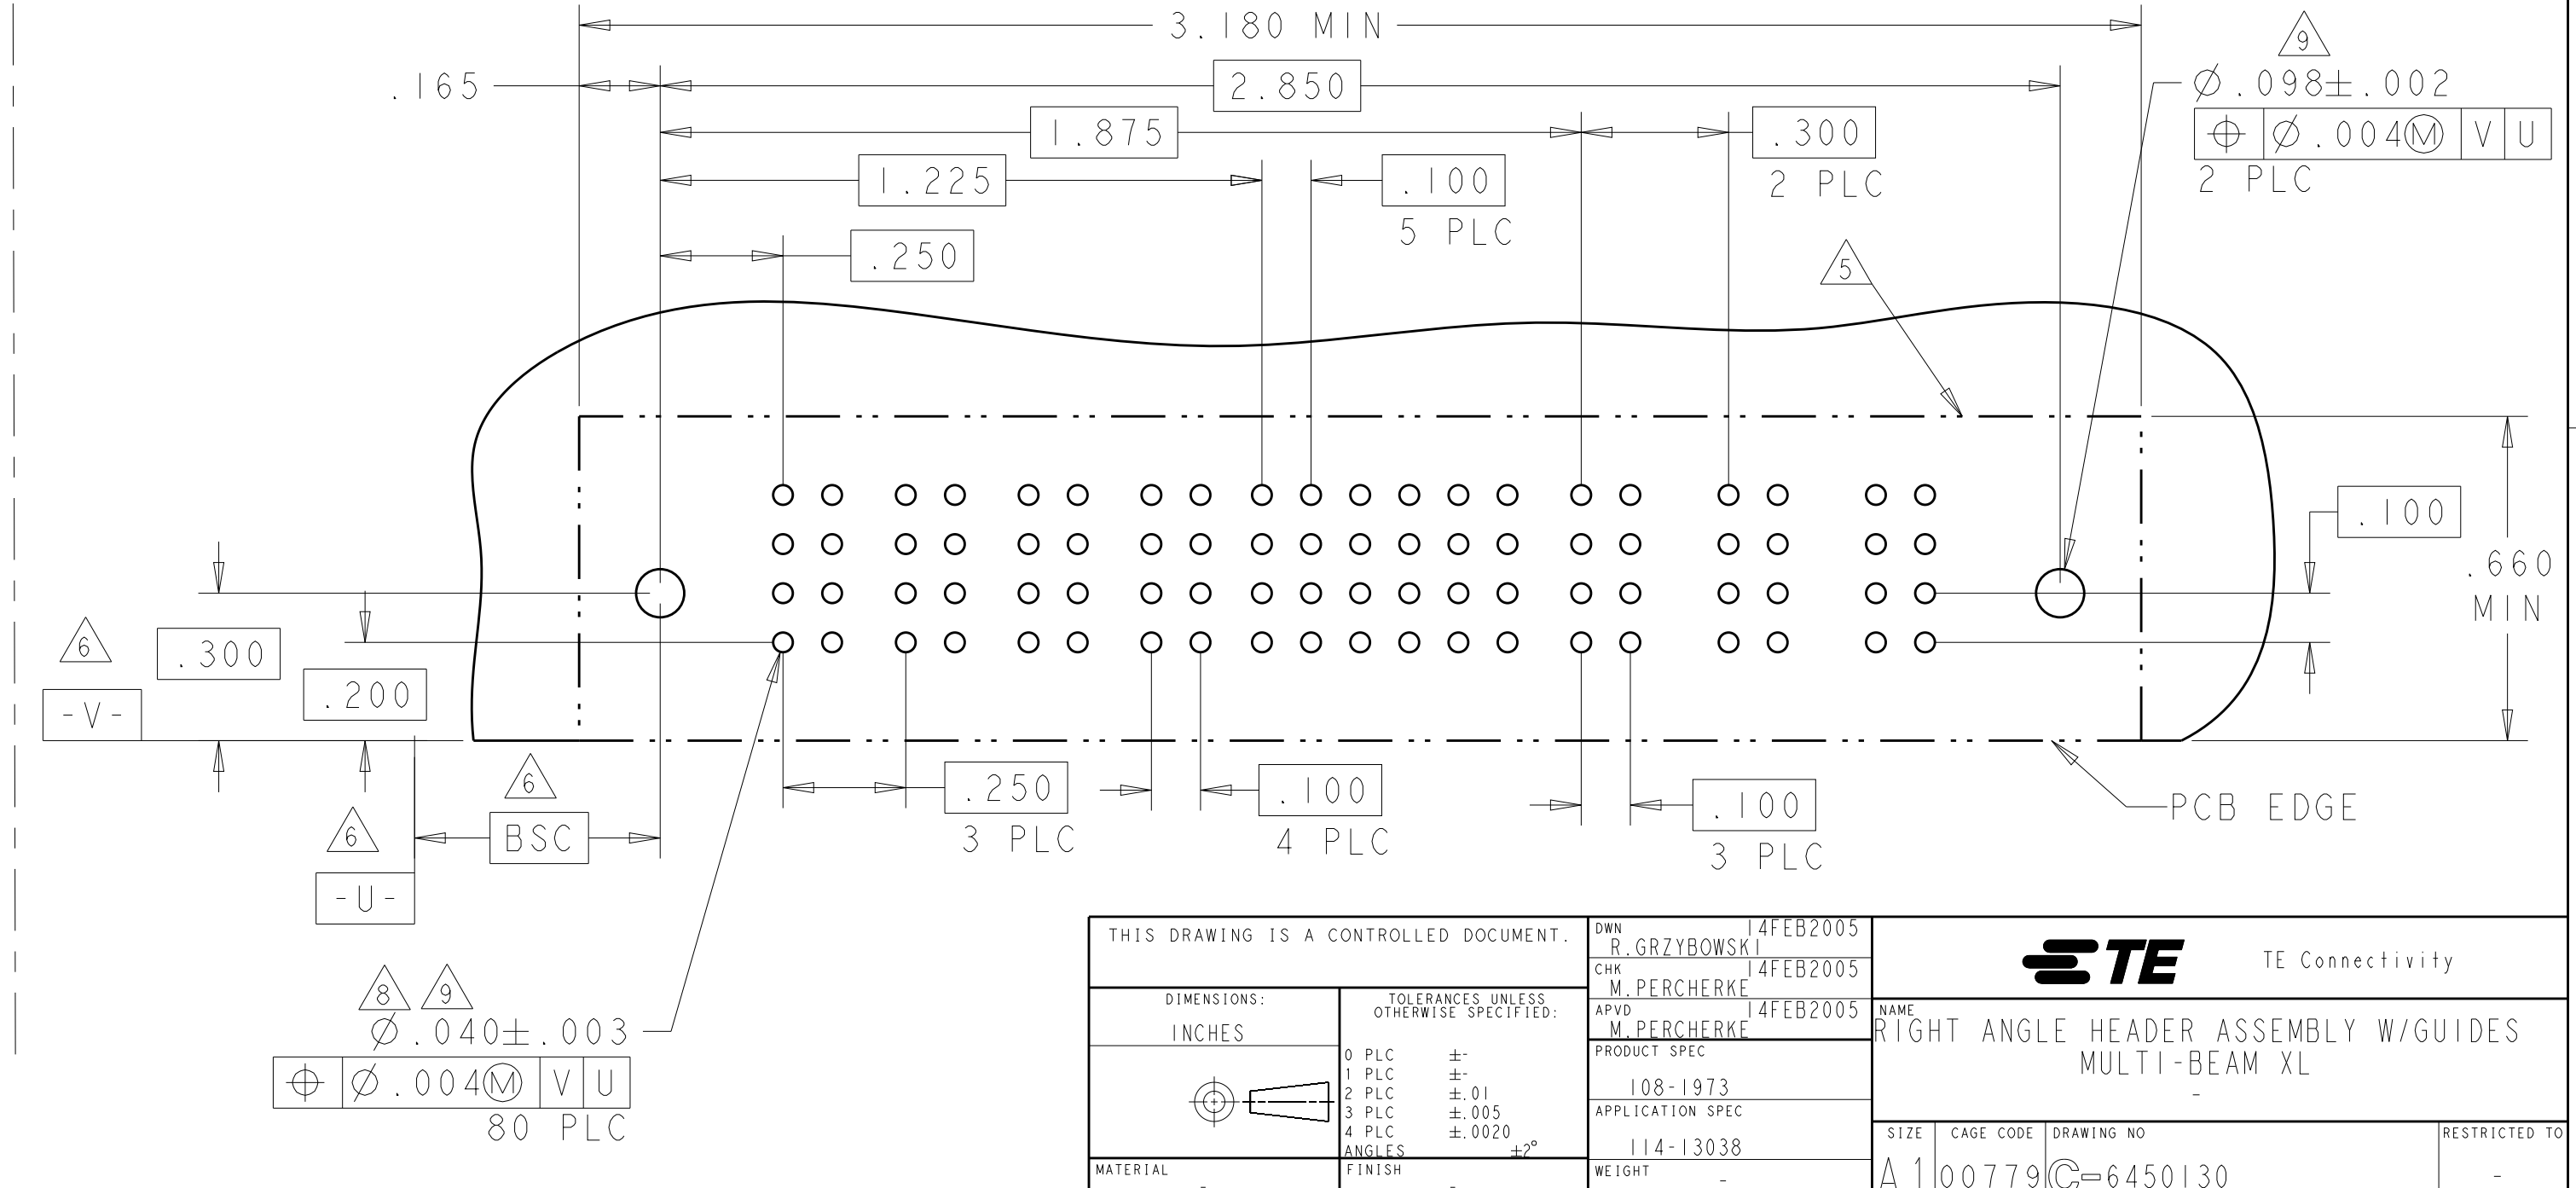 3.180 MIN
.165
2.850
1.875
.300
2 PLC
1.225
.100
5 PLC
.250
9
Ø.098±.002
⌖ Ø.004Ⓜ V U
2 PLC
5
.100
.660
MIN
6
.300
.200
-V-
6
BSC
6
-U-
.250
3 PLC
.100
4 PLC
.100
3 PLC
PCB EDGE
8 9
Ø.040±.003
⌖ Ø.004Ⓜ V U
80 PLC
THIS DRAWING IS A CONTROLLED DOCUMENT.
DIMENSIONS:
INCHES
TOLERANCES UNLESS
OTHERWISE SPECIFIED:
0 PLC ±-
1 PLC ±-
2 PLC ±.01
3 PLC ±.005
4 PLC ±.0020
ANGLES ±2°
MATERIAL
-
FINISH
-
DWN 14FEB2005
R.GRZYBOWSKI
CHK 14FEB2005
M.PERCHERKE
APVD 14FEB2005
M.PERCHERKE
PRODUCT SPEC
108-1973
APPLICATION SPEC
114-13038
WEIGHT
-
TE TE Connectivity
NAME
RIGHT ANGLE HEADER ASSEMBLY W/GUIDES
MULTI-BEAM XL
-
SIZE
A1
CAGE CODE
00779
DRAWING NO
C-6450130
RESTRICTED TO
-